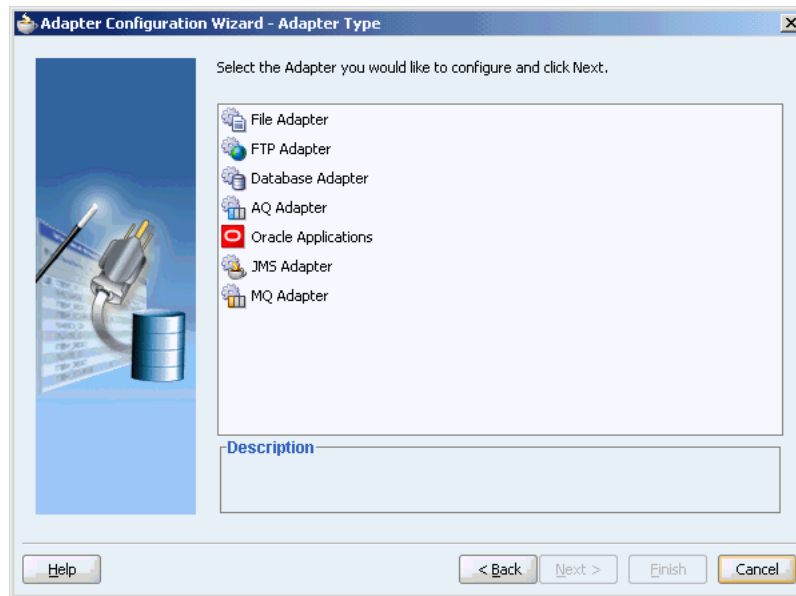 Adapter Configuration Wizard - Adapter Type
Select the Adapter you would like to configure and click Next.
File Adapter
FTP Adapter
Database Adapter
AQ Adapter
Oracle Applications
JMS Adapter
MQ Adapter
Description
Help
< Back
Next >
Finish
Cancel